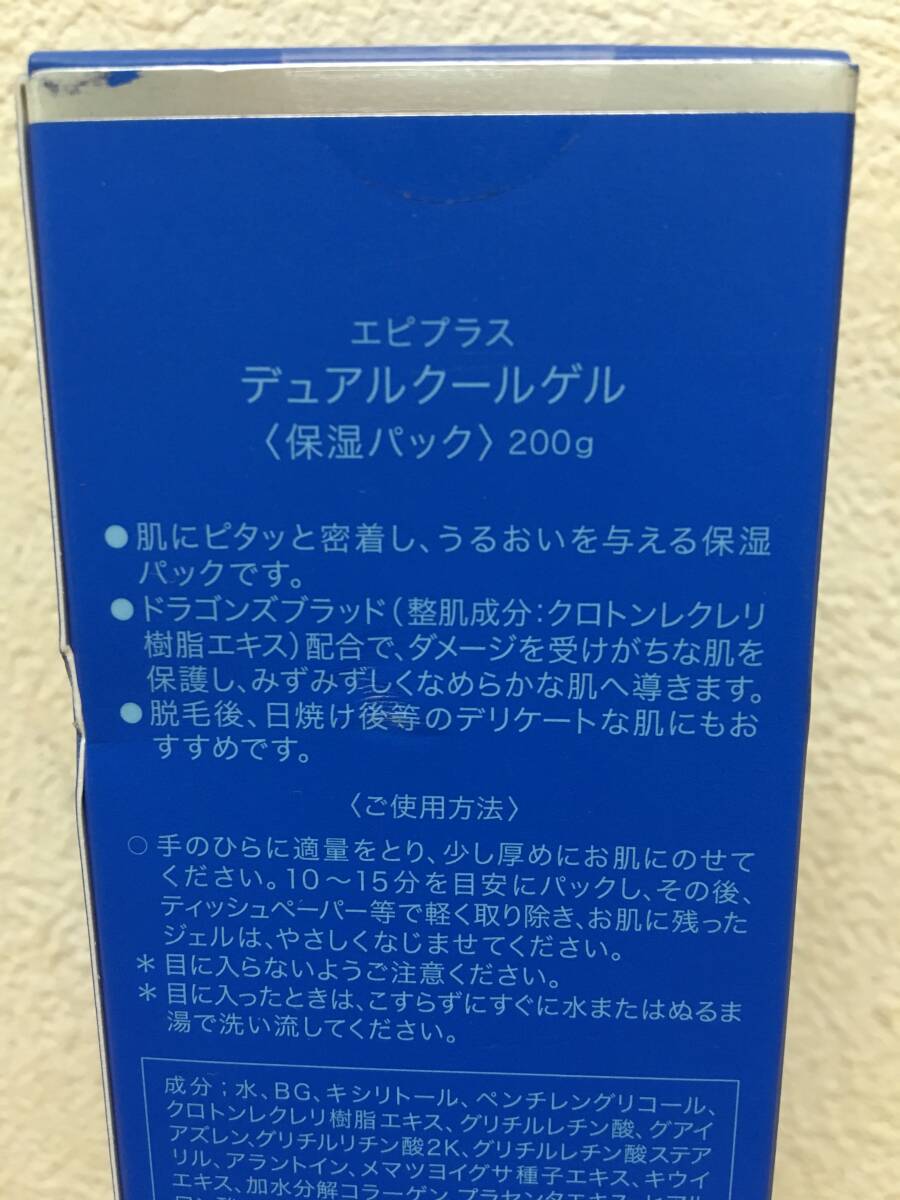 エピプラス
デュアルクールゲル
〈保湿パック〉200g
●肌にピタッと密着し、うるおいを与える保湿
パックです。
●ドラゴンズブラッド(整肌成分:クロトンレクレリ
樹脂エキス)配合で、ダメージを受けがちな肌を
保護し、みずみずしくなめらかな肌へ導きます。
●脱毛後、日焼け後等のデリケートな肌にもお
すすめです。
〈ご使用方法〉
○手のひらに適量をとり、少し厚めにお肌にのせて
ください。10〜15分を目安にパックし、その後、
ティッシュペーパー等で軽く取り除き、お肌に残った
ジェルは、やさしくなじませてください。
*目に入らないようご注意ください。
*目に入ったときは、こすらずにすぐに水またはぬるま
湯で洗い流してください。
成分;水、BG、キシリトール、ペンチレングリコール、
クロトンレクレリ樹脂エキス、グリチルレチン酸、グアイ
アズレン,グリチルリチン酸2K、グリチルレチン酸ステア
リル、アラントイン、メマツヨイグサ種子エキス、キウイ
エキス、加水分解コラーゲン、プラセンタエキス、ヒアル